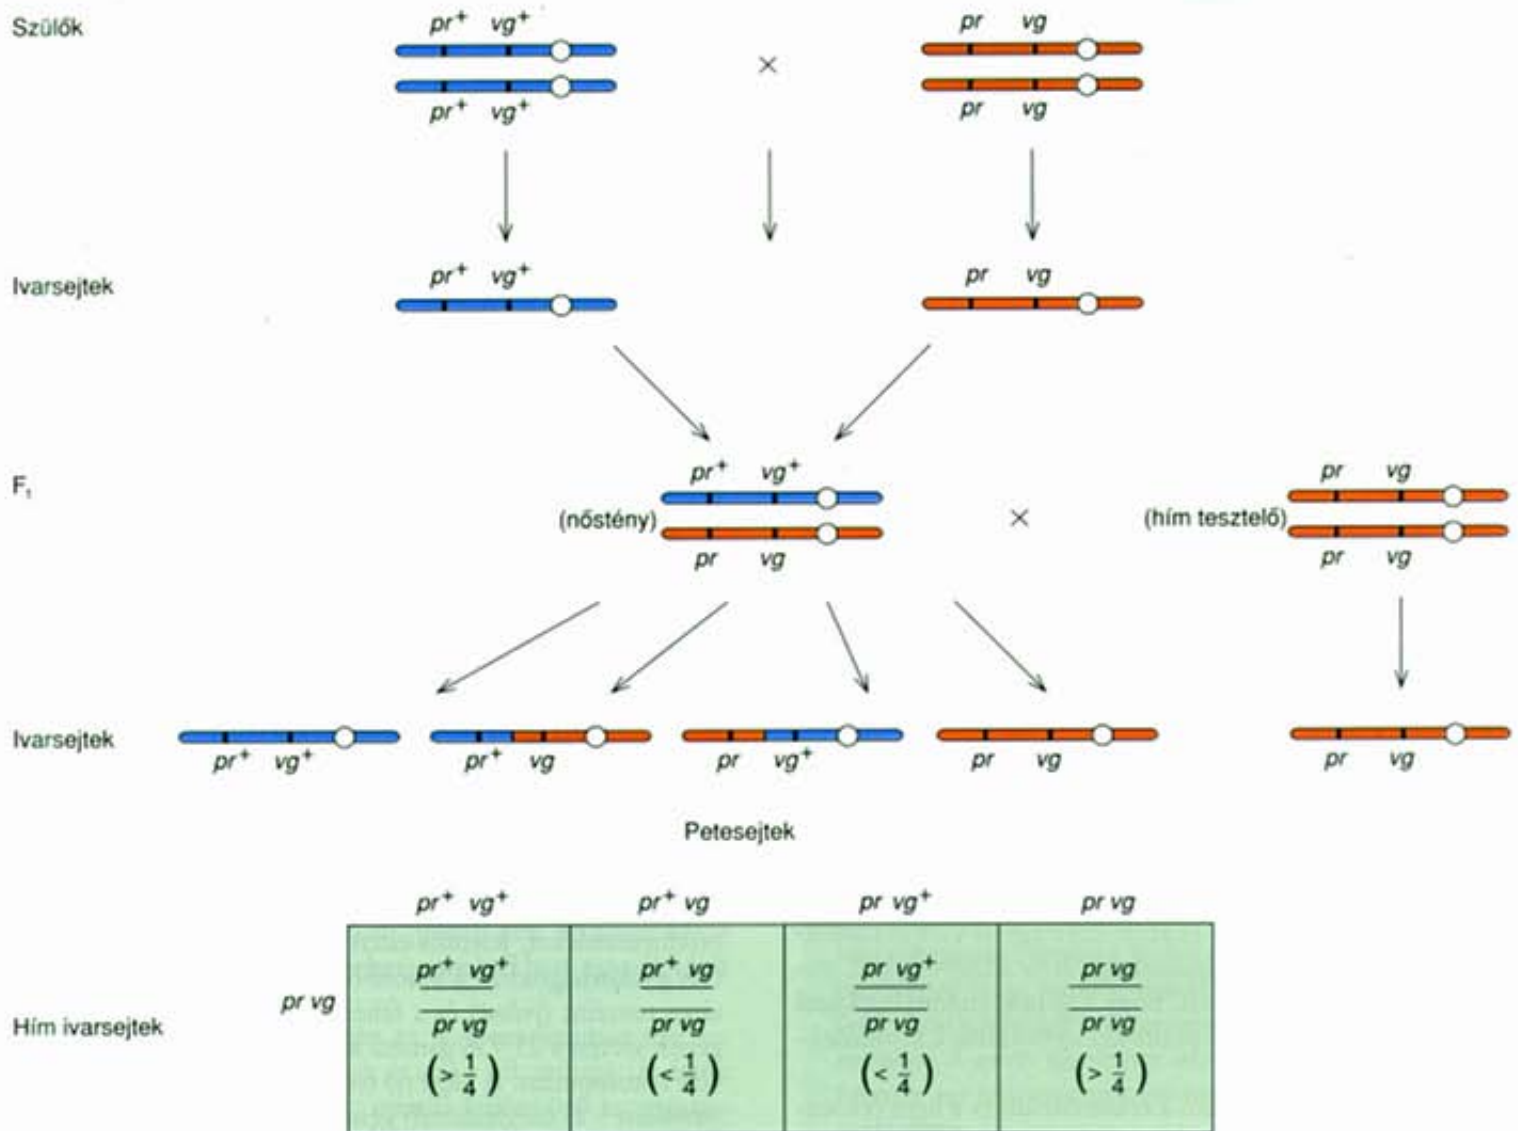 Szülők
pr⁺ vg⁺
pr vg
×
pr⁺ vg⁺
pr vg
Ivarsejtek
pr⁺ vg⁺
pr vg
F₁
pr⁺ vg⁺
pr vg
(nőstény)
×
(hím tesztelő)
pr vg
pr vg
Ivarsejtek
pr⁺ vg⁺
pr⁺ vg
pr vg⁺
pr vg
pr vg
Petesejtek
pr⁺ vg⁺
pr⁺ vg
pr vg⁺
pr vg
Hím ivarsejtek
pr vg
pr⁺ vg⁺
pr vg
(> 1/4)
pr⁺ vg
pr vg
(< 1/4)
pr vg⁺
pr vg
(< 1/4)
pr vg
pr vg
(> 1/4)